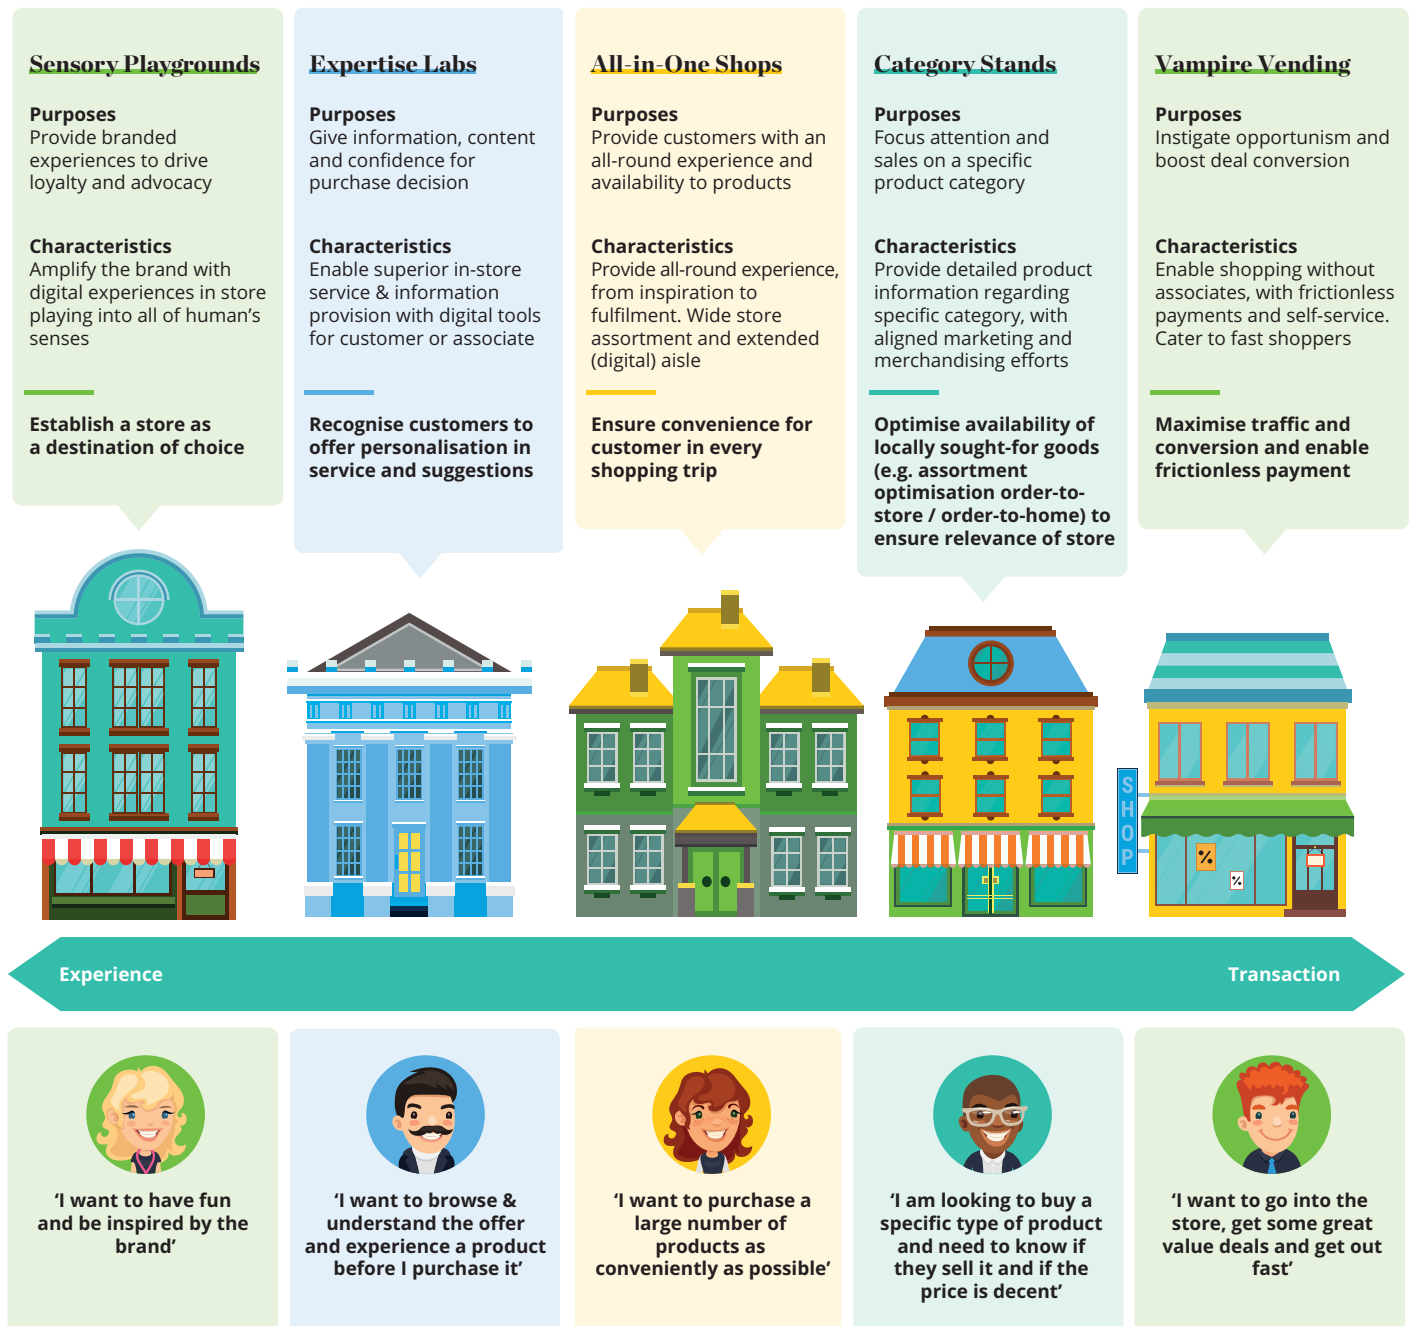 Sensory Playgrounds
Purposes
Provide branded
experiences to drive
loyalty and advocacy
Characteristics
Amplify the brand with
digital experiences in store
playing into all of human's
senses
Establish a store as
a destination of choice
Expertise Labs
Purposes
Give information, content
and confidence for
purchase decision
Characteristics
Enable superior in-store
service & information
provision with digital tools
for customer or associate
Recognise customers to
offer personalisation in
service and suggestions
All-in-One Shops
Purposes
Provide customers with an
all-round experience and
availability to products
Characteristics
Provide all-round experience,
from inspiration to
fulfilment. Wide store
assortment and extended
(digital) aisle
Ensure convenience for
customer in every
shopping trip
Category Stands
Purposes
Focus attention and
sales on a specific
product category
Characteristics
Provide detailed product
information regarding
specific category, with
aligned marketing and
merchandising efforts
Optimise availability of
locally sought-for goods
(e.g. assortment
optimisation order-to-
store / order-to-home) to
ensure relevance of store
Vampire Vending
Purposes
Instigate opportunism and
boost deal conversion
Characteristics
Enable shopping without
associates, with frictionless
payments and self-service.
Cater to fast shoppers
Maximise traffic and
conversion and enable
frictionless payment
SHOP
%
%
Experience
Transaction
‘I want to have fun
and be inspired by the
brand’
‘I want to browse &
understand the offer
and experience a product
before I purchase it’
‘I want to purchase a
large number of
products as
conveniently as possible’
‘I am looking to buy a
specific type of product
and need to know if
they sell it and if the
price is decent’
‘I want to go into the
store, get some great
value deals and get out
fast’